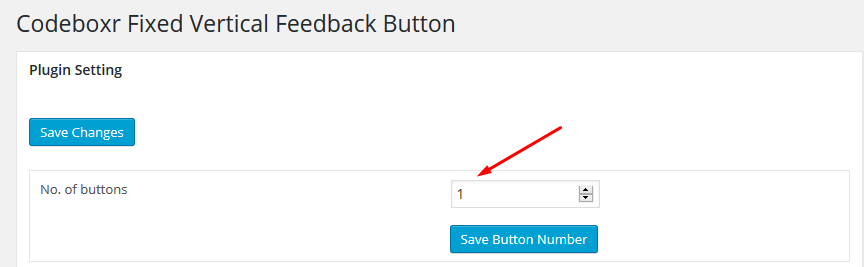 Codeboxr Fixed Vertical Feedback Button
Plugin Setting
Save Changes
No. of buttons
1
Save Button Number